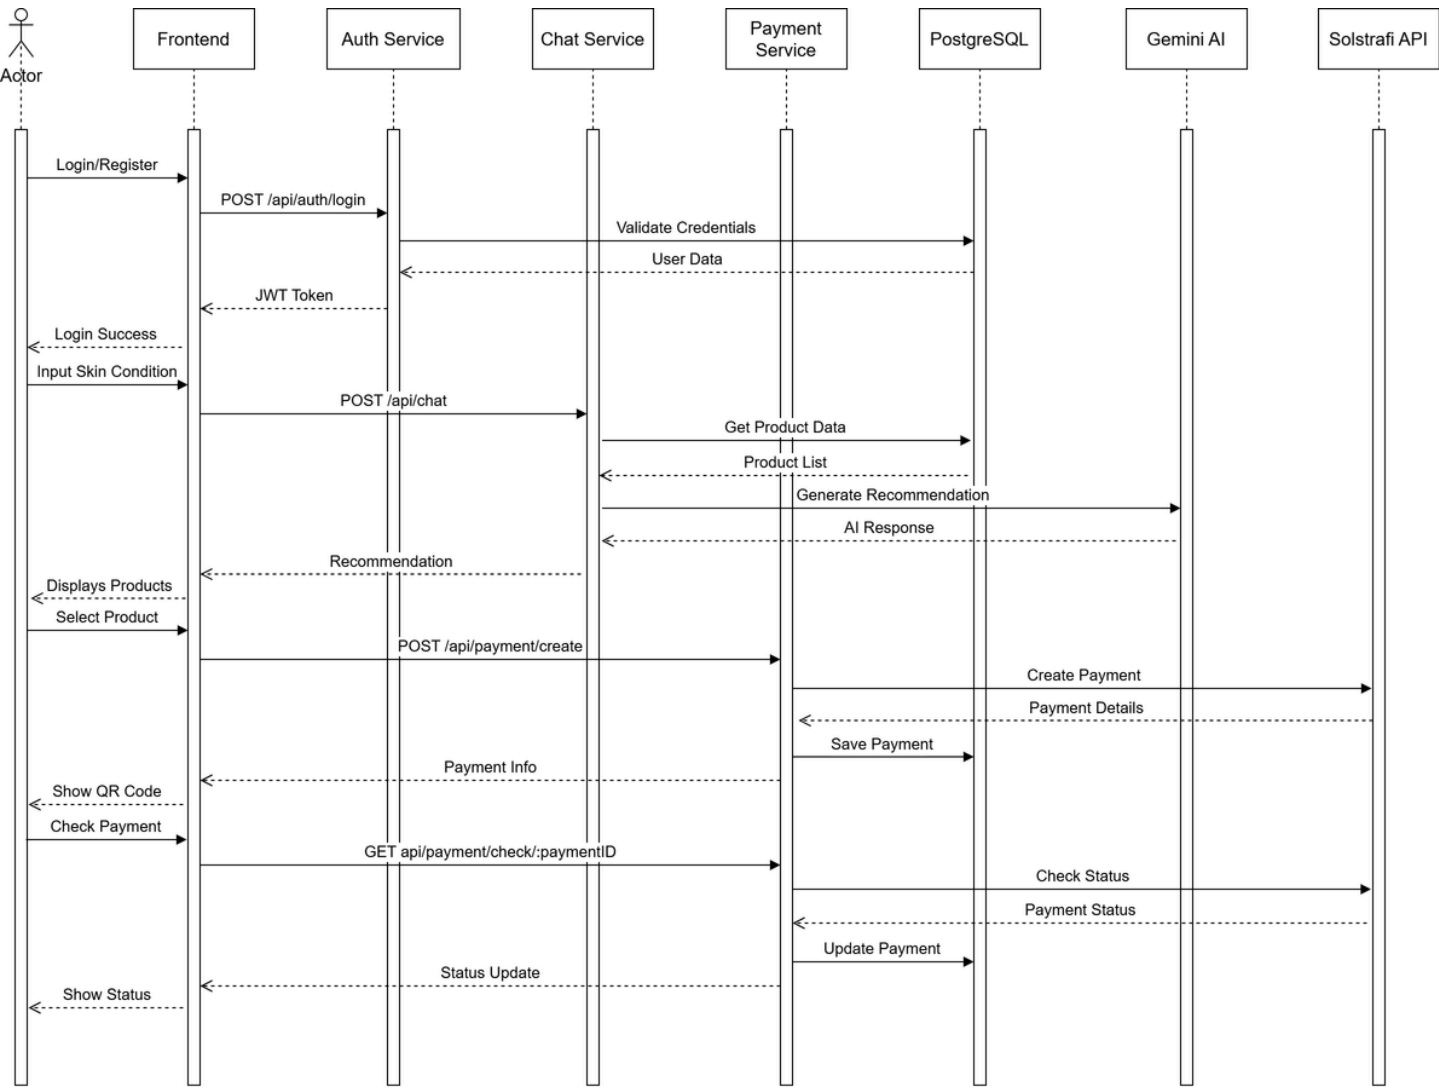 Actor
Frontend
Auth Service
Chat Service
Payment
Service
PostgreSQL
Gemini AI
Solstrafi API
Login/Register
POST /api/auth/login
Validate Credentials
User Data
JWT Token
Login Success
Input Skin Condition
POST /api/chat
Get Product Data
Product List
Generate Recommendation
AI Response
Recommendation
Displays Products
Select Product
POST /api/payment/create
Create Payment
Payment Details
Save Payment
Payment Info
Show QR Code
Check Payment
GET api/payment/check/:paymentID
Check Status
Payment Status
Update Payment
Status Update
Show Status